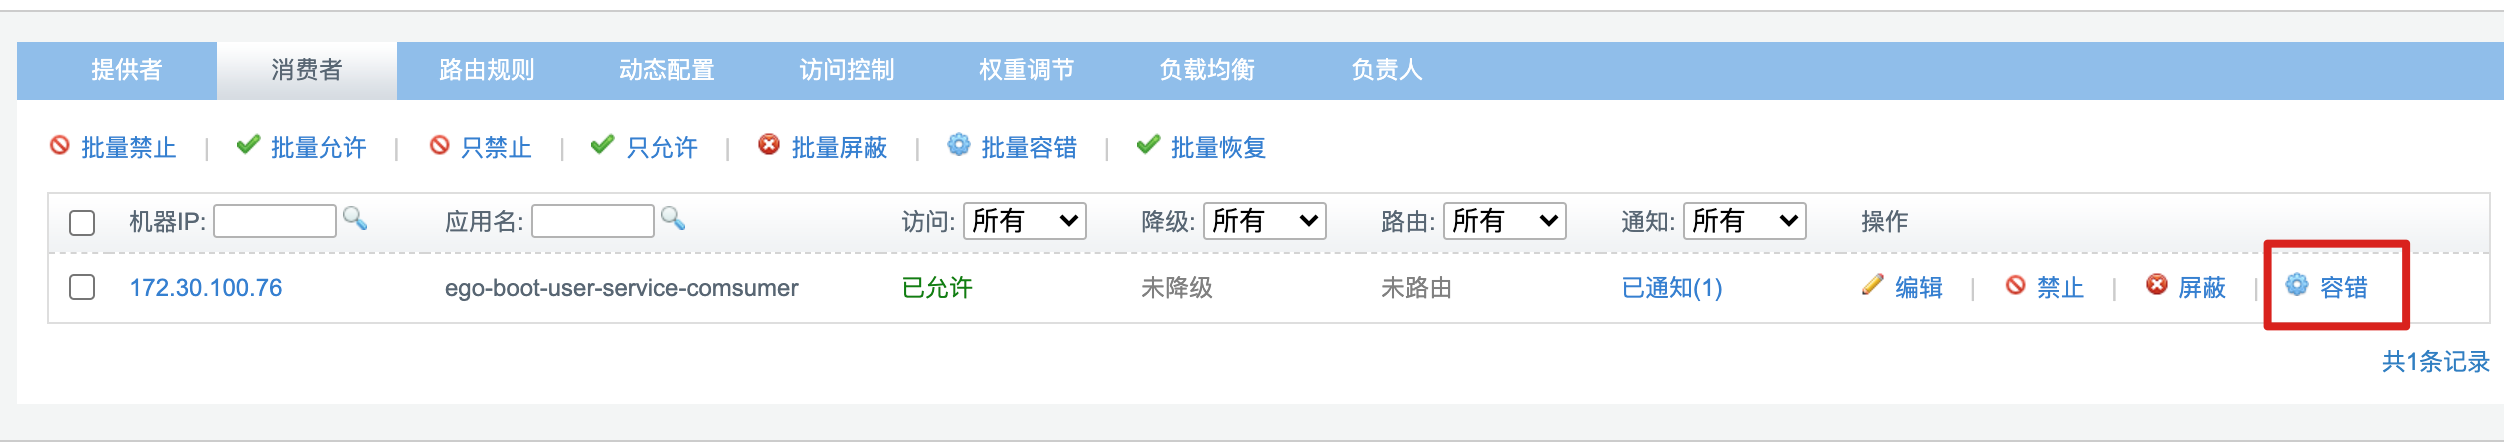 提供者 消费者 路由规则 动态配置 访问控制 权重调节 负载均衡 负责人
批量禁止 | 批量允许 | 只禁止 | 只允许 | 批量屏蔽 | 批量容错 | 批量恢复
机器IP: 应用名: 访问: 所有 降级: 所有 路由: 所有 通知: 所有 操作
172.30.100.76 ego-boot-user-service-comsumer 已允许 未降级 未路由 已通知(1) 编辑 | 禁止 | 屏蔽 | 容错
共1条记录